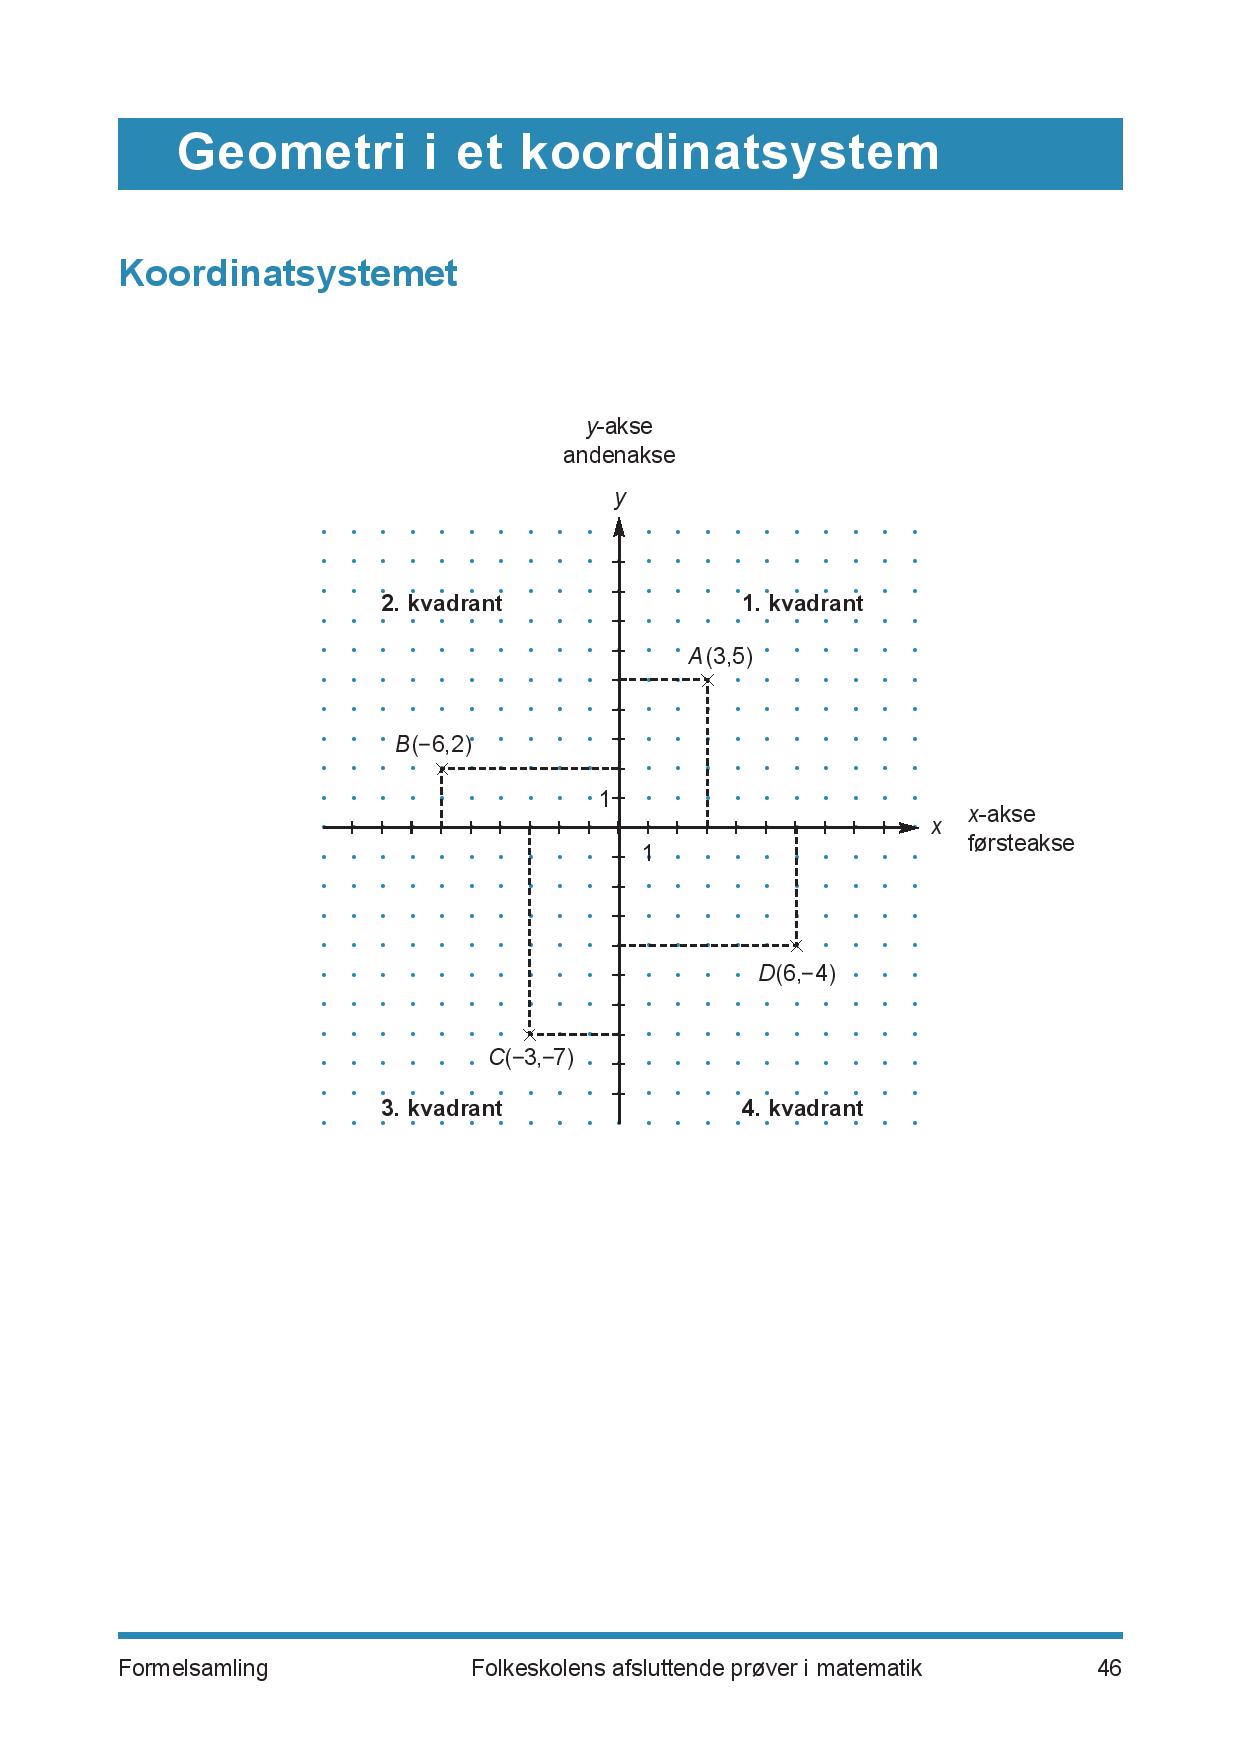 Geometri i et koordinatsystem
Koordinatsystemet
y-akse
andenakse
y
2. kvadrant
1. kvadrant
A(3,5)
B(−6,2)
1
x
x-akse
førsteakse
1
D(6,−4)
C(−3,−7)
3. kvadrant
4. kvadrant
Formelsamling
Folkeskolens afsluttende prøver i matematik
46